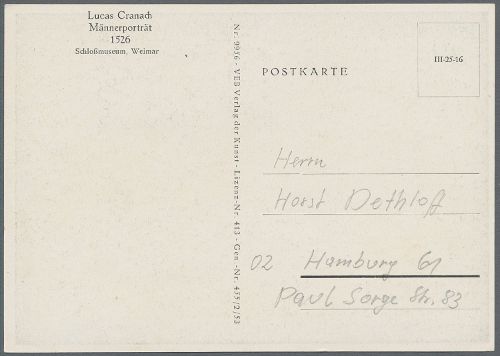 Lucas Cranach
Männerporträt
1526
Schloßmuseum, Weimar
Nr. 9956 - VEB Verlag der Kunst - Lizenz-Nr. 413 - Gen.-Nr. 455/2/53
POSTKARTE
III-25-16
Herrn
Horst Dethloff
02 Hamburg 61
Paul Sorge Str. 83